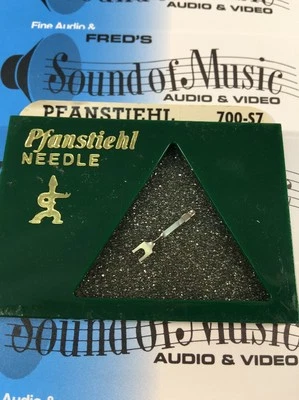 Fine Audio &
FRED'S
Sound of Music
AUDIO & VIDEO
PFANSTIEHL 700-S7
Pfanstiehl
NEEDLE
Sound of Music
AUDIO & VIDEO
Fine Audio &